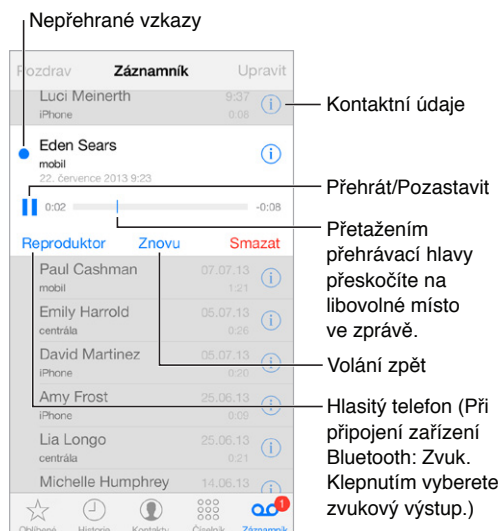 Nepřehrané vzkazy
Pozdrav Záznamník Upravit
Luci Meinerth 9:37
iPhone 0:08
Kontaktní údaje
Eden Sears
mobil
22. července 2013 9:23
Přehrát/Pozastavit
0:02 -0:08
Přetažením
přehrávací hlavy
přeskočíte na
libovolné místo
ve zprávě.
Reproduktor Znovu Smazat
Paul Cashman 07.07.13
mobil 1:21
Emily Harrold 05.07.13
centrála 0:26
David Martinez 05.07.13
iPhone 0:20
Volání zpět
Amy Frost 25.06.13
iPhone 0:09
Hlasitý telefon (Při
připojení zařízení
Bluetooth: Zvuk.
Klepnutím vyberete
zvukový výstup.)
Lia Longo 25.06.13
centrála 0:21
Michelle Humphrey 14.06.13
1
Oblíbené Historie Kontakty Číselník Záznamník